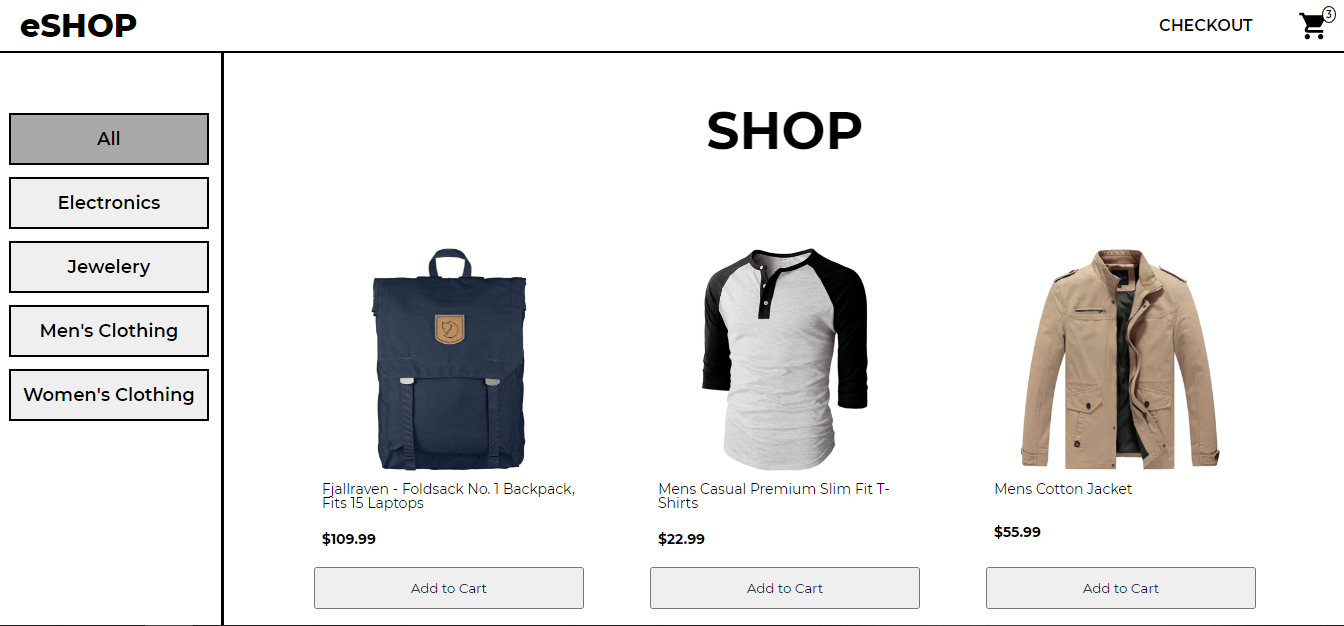 eSHOP
CHECKOUT
3
All
Electronics
Jewelery
Men's Clothing
Women's Clothing
SHOP
Fjallraven - Foldsack No. 1 Backpack,
Fits 15 Laptops
$109.99
Add to Cart
Mens Casual Premium Slim Fit T-
Shirts
$22.99
Add to Cart
Mens Cotton Jacket
$55.99
Add to Cart